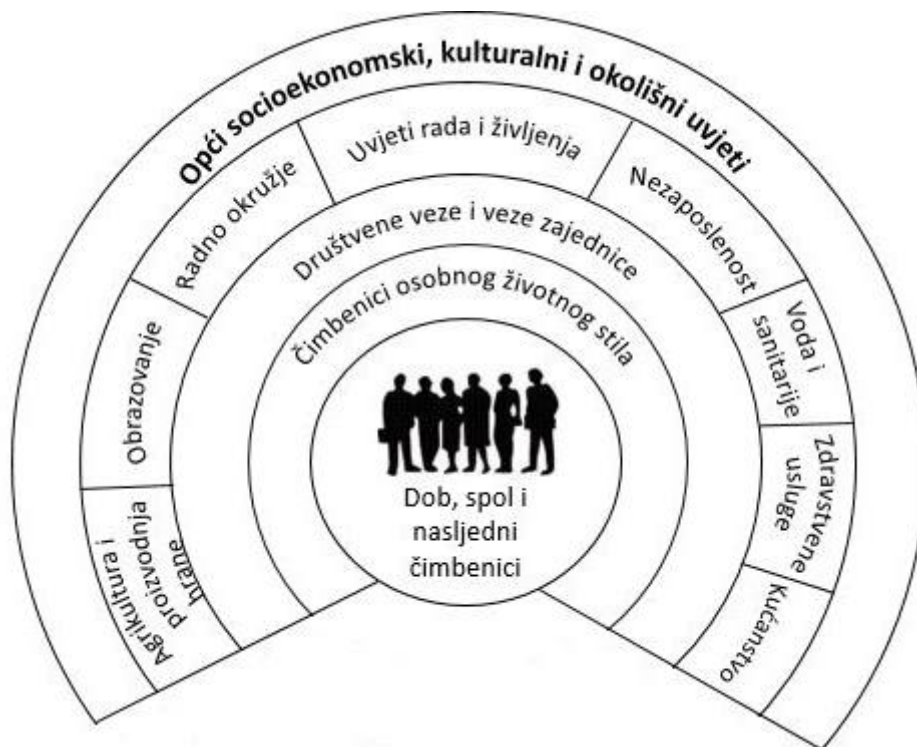 Opći socioekonomski, kulturalni i okolišni uvjeti
Agrikultura i
proizvodnja
hrane
Obrazovanje
Radno okružje
Uvjeti rada i življenja
Nezaposlenost
Voda i
sanitarije
Zdravstvene
usluge
Kućanstvo
Društvene veze i veze zajednice
Čimbenici osobnog životnog stila
Dob, spol i
nasljedni
čimbenici